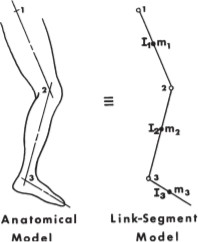 1
1
I₁ m₁
2
2
≡
I₂ m₂
3
3
I₃ m₃
Anatomical Model
Link-Segment Model